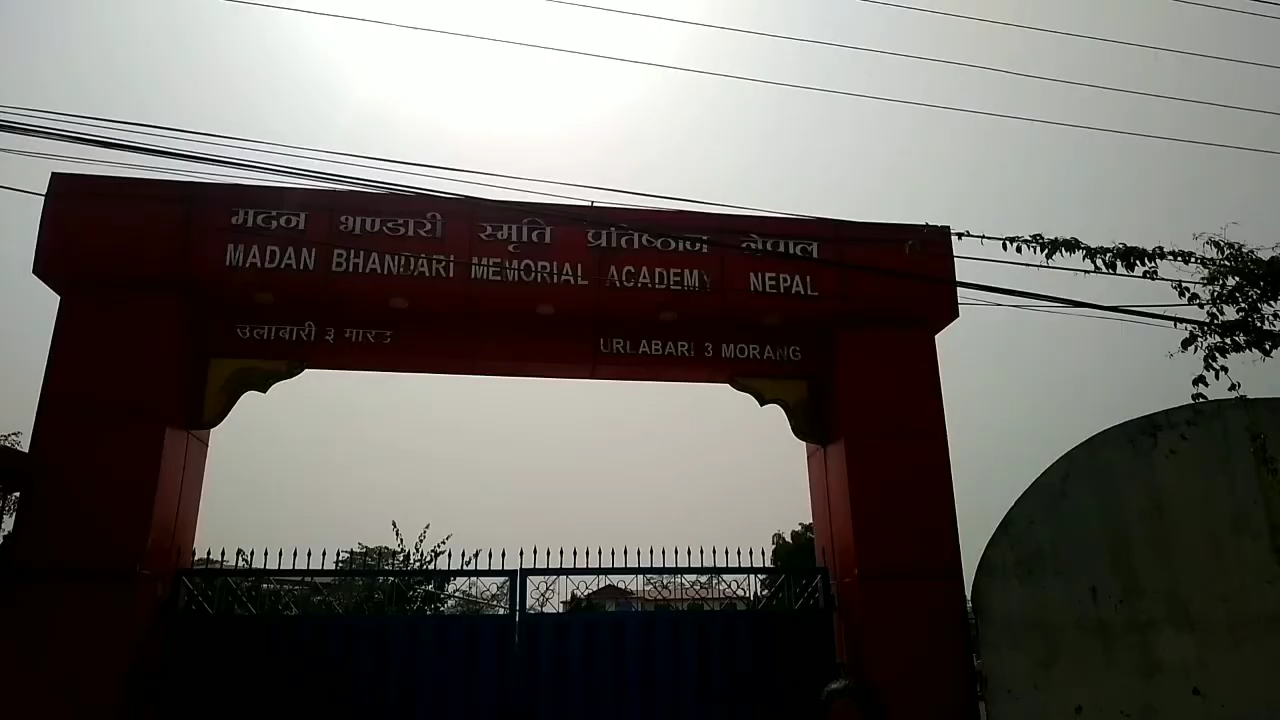 मदन भण्डारी स्मृति प्रतिष्ठान नेपाल
MADAN BHANDARI MEMORIAL ACADEMY NEPAL
उलाबारी ३ मोरङ URLABARI 3 MORANG